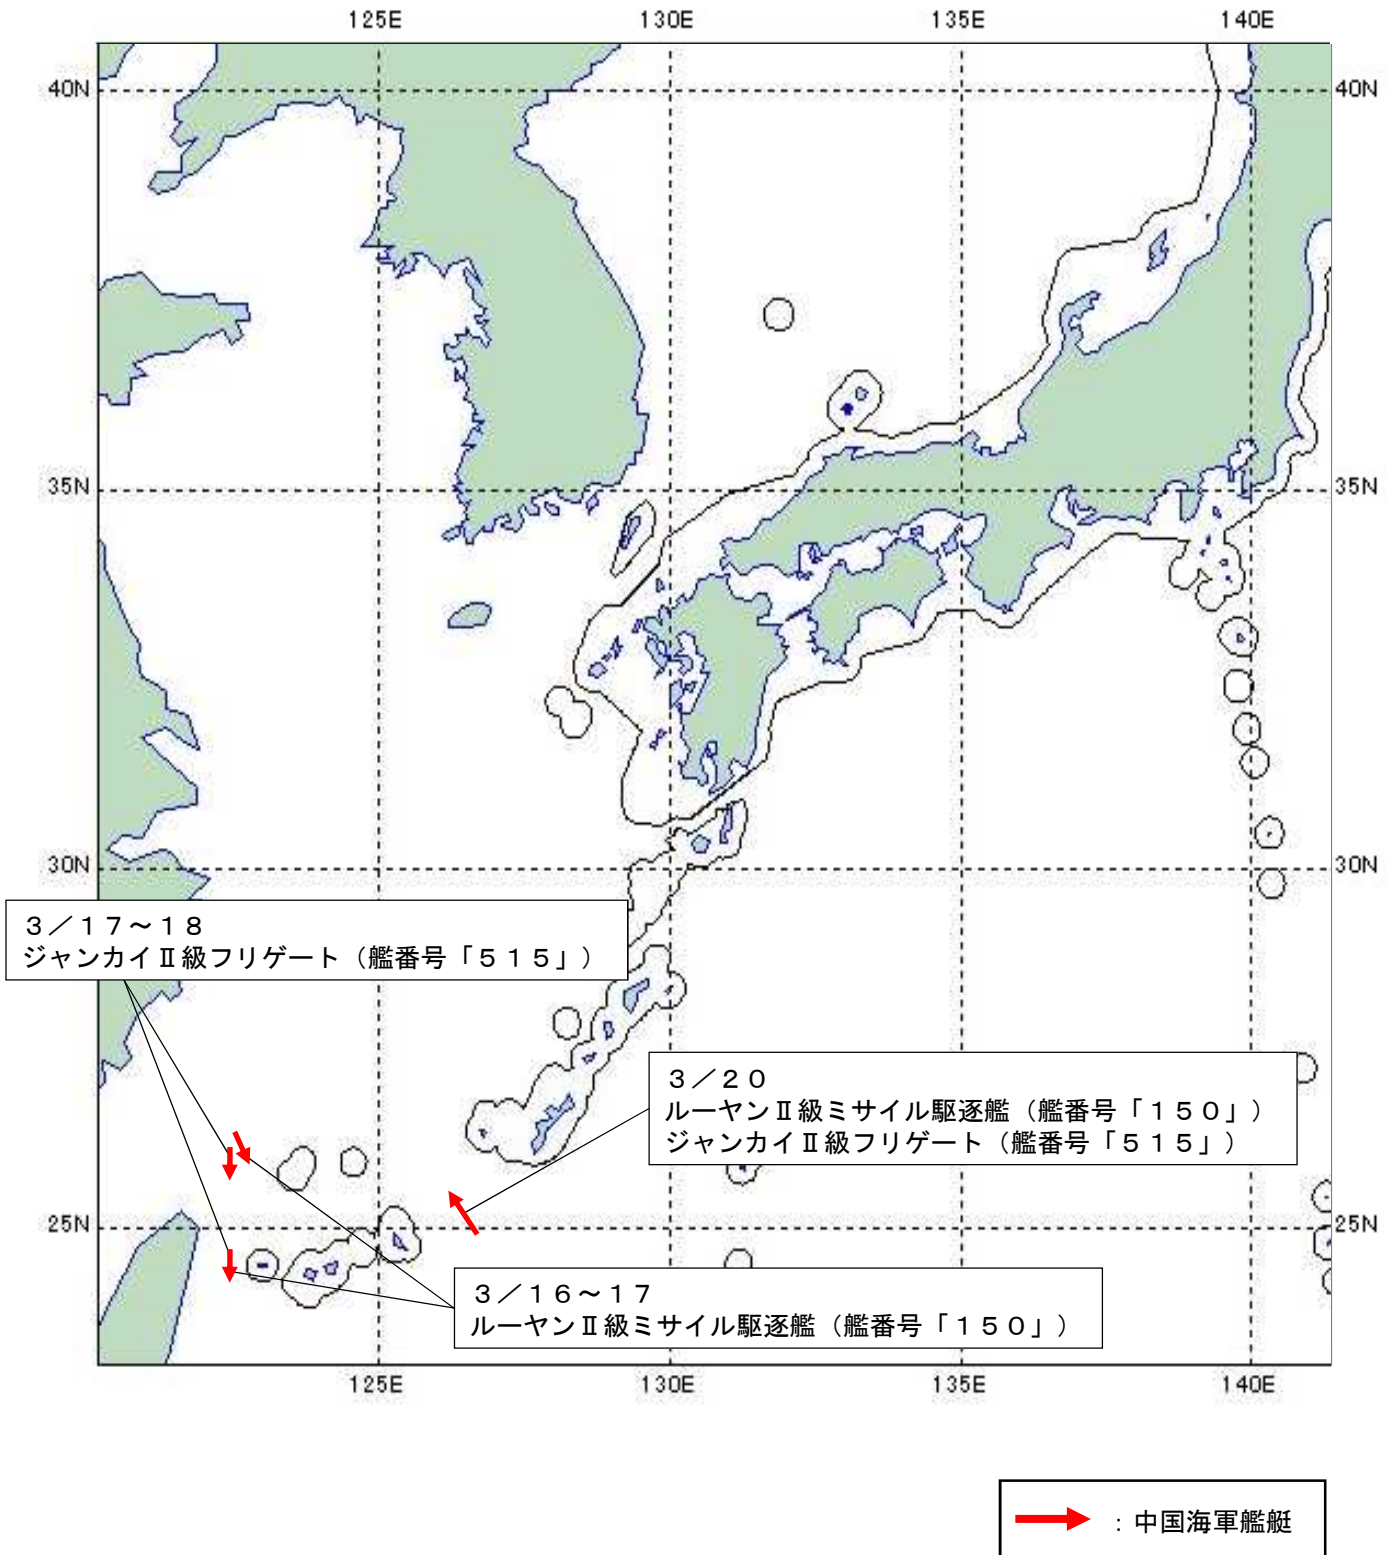 125E 130E 135E 140E
40N 40N
35N 35N
30N 30N
3/17~18
ジャンカイⅡ級フリゲート(艦番号「515」)
3/20
ルーヤンⅡ級ミサイル駆逐艦(艦番号「150」)
ジャンカイⅡ級フリゲート(艦番号「515」)
25N 25N
3/16~17
ルーヤンⅡ級ミサイル駆逐艦(艦番号「150」)
125E 130E 135E 140E
:中国海軍艦艇